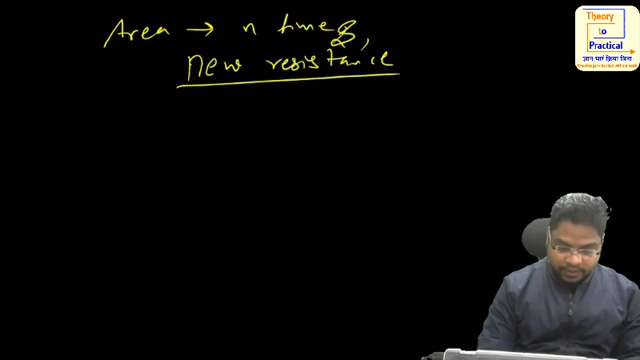 Area → n times,
new resistance
Theory
to
Practical
ज्ञान भारं क्रिया विना